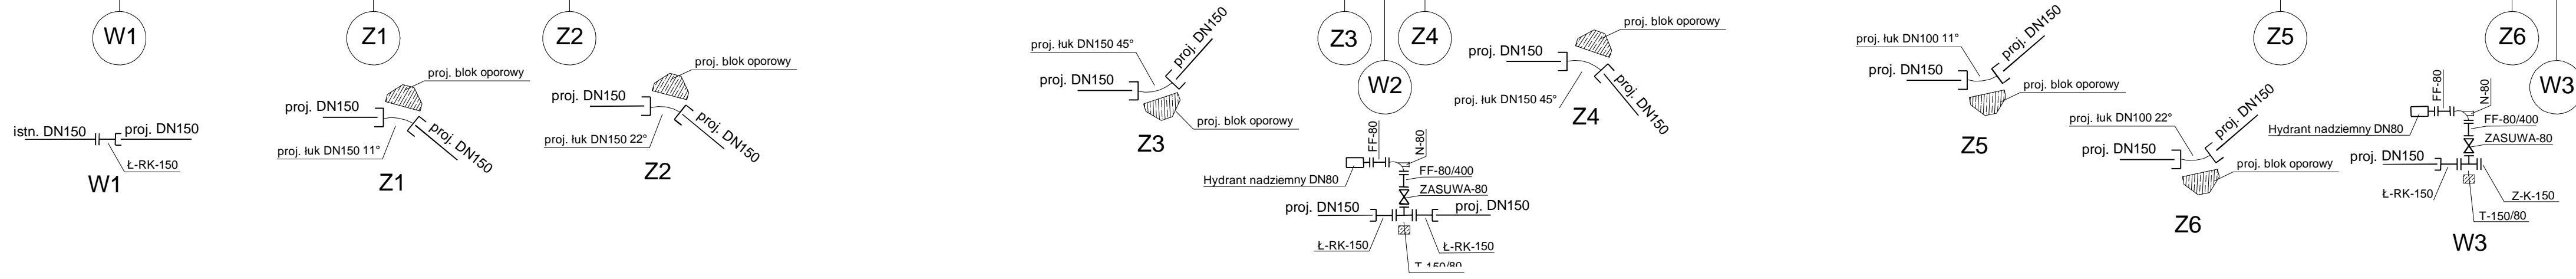 W1
istn. DN150
proj. DN150
Ł-RK-150
W1
Z1
proj. blok oporowy
proj. DN150
proj. DN150
proj. łuk DN150 11°
Z1
Z2
proj. blok oporowy
proj. DN150
proj. DN150
proj. łuk DN150 22°
Z2
proj. łuk DN150 45°
proj. DN150
proj. DN150
proj. blok oporowy
Z3
Z3
Z4
W2
FF-80
N-80
Hydrant nadziemny DN80
FF-80/400
ZASUWA-80
proj. DN150
proj. DN150
Ł-RK-150
Ł-RK-150
T-150/80
proj. blok oporowy
proj. DN150
proj. DN150
proj. łuk DN150 45°
Z4
proj. łuk DN100 11°
proj. DN150
proj. DN150
proj. blok oporowy
Z5
Z5
proj. łuk DN100 22°
proj. DN150
proj. DN150
proj. blok oporowy
Z6
Z6
W3
FF-80
N-80
Hydrant nadziemny DN80
FF-80/400
ZASUWA-80
proj. DN150
Ł-RK-150
Z-K-150
T-150/80
W3